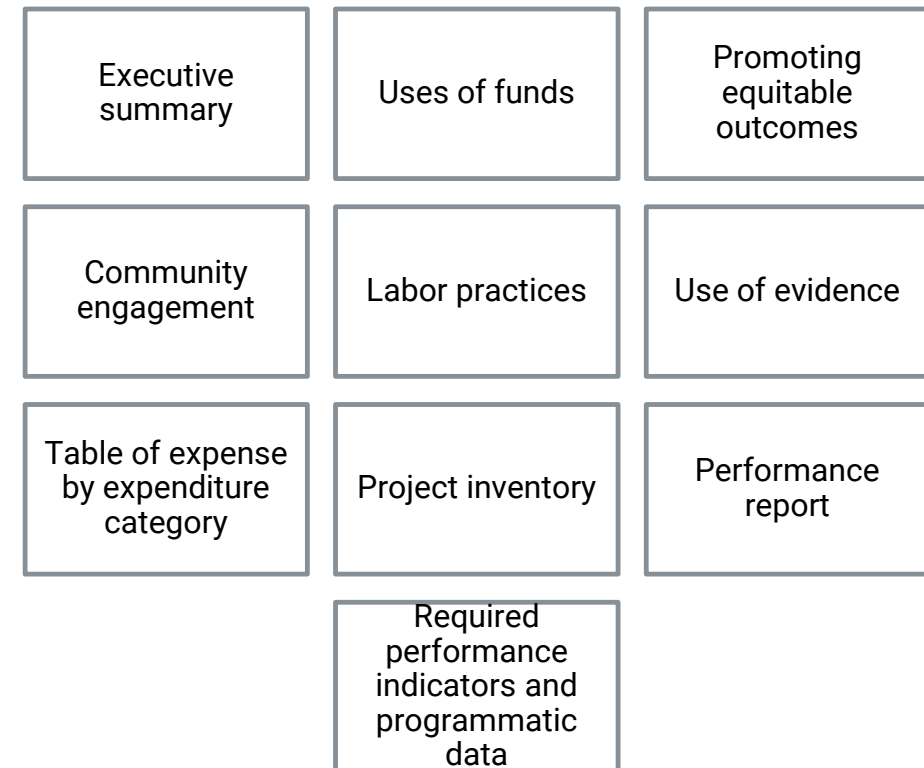 Executive
summary
Uses of funds
Promoting
equitable
outcomes
Community
engagement
Labor practices
Use of evidence
Table of expense
by expenditure
category
Project inventory
Performance
report
Required
performance
indicators and
programmatic
data